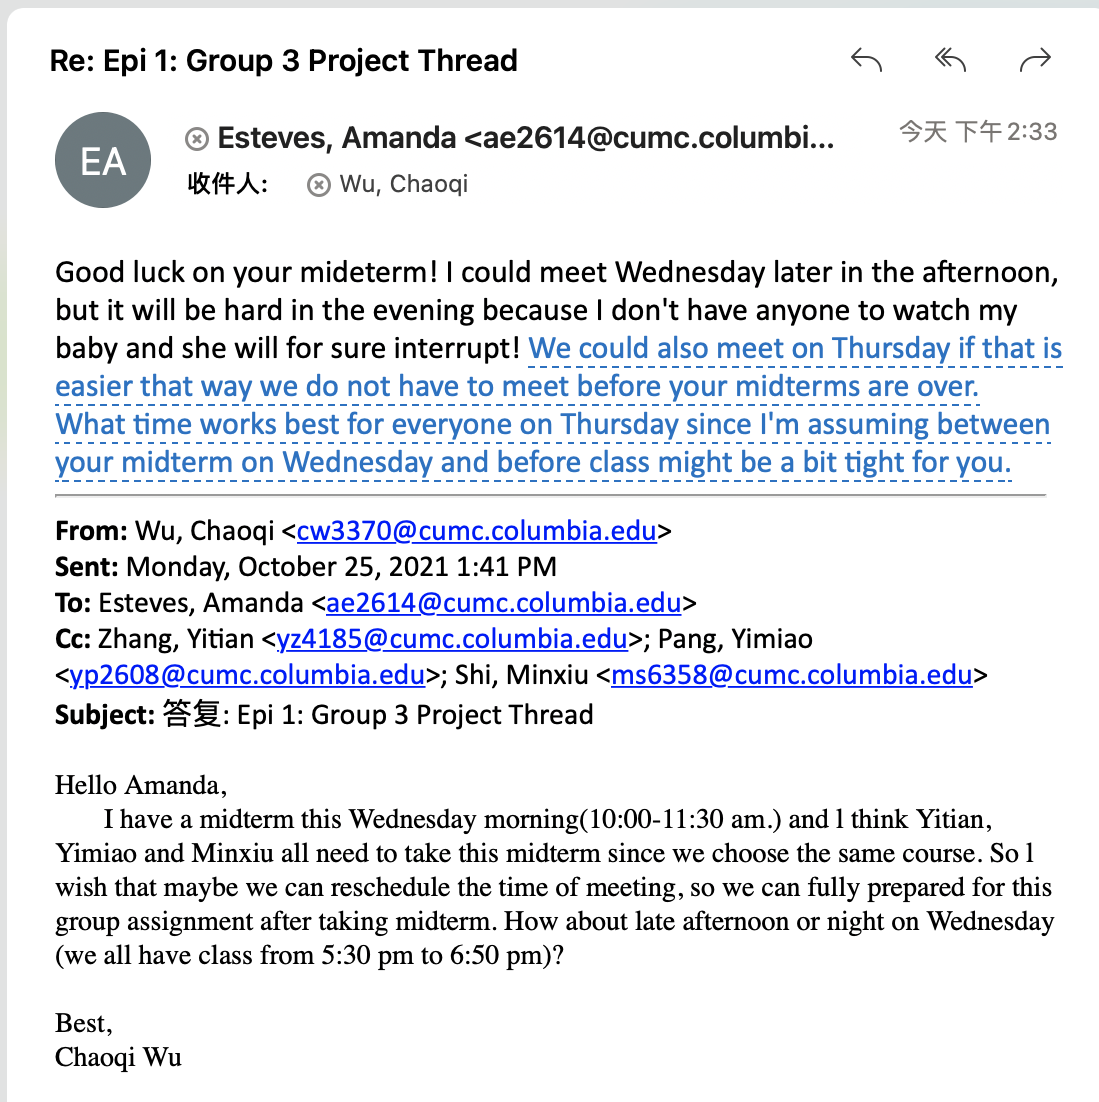 Re: Epi 1: Group 3 Project Thread
EA
Esteves, Amanda <ae2614@cumc.columbi...
今天 下午 2:33
收件人:
Wu, Chaoqi
Good luck on your mideterm! I could meet Wednesday later in the afternoon,
but it will be hard in the evening because I don't have anyone to watch my
baby and she will for sure interrupt! We could also meet on Thursday if that is
easier that way we do not have to meet before your midterms are over.
What time works best for everyone on Thursday since I'm assuming between
your midterm on Wednesday and before class might be a bit tight for you.
From: Wu, Chaoqi <cw3370@cumc.columbia.edu>
Sent: Monday, October 25, 2021 1:41 PM
To: Esteves, Amanda <ae2614@cumc.columbia.edu>
Cc: Zhang, Yitian <yz4185@cumc.columbia.edu>; Pang, Yimiao
<yp2608@cumc.columbia.edu>; Shi, Minxiu <ms6358@cumc.columbia.edu>
Subject: 答复: Epi 1: Group 3 Project Thread
Hello Amanda,
I have a midterm this Wednesday morning(10:00-11:30 am.) and l think Yitian,
Yimiao and Minxiu all need to take this midterm since we choose the same course. So l
wish that maybe we can reschedule the time of meeting, so we can fully prepared for this
group assignment after taking midterm. How about late afternoon or night on Wednesday
(we all have class from 5:30 pm to 6:50 pm)?
Best,
Chaoqi Wu